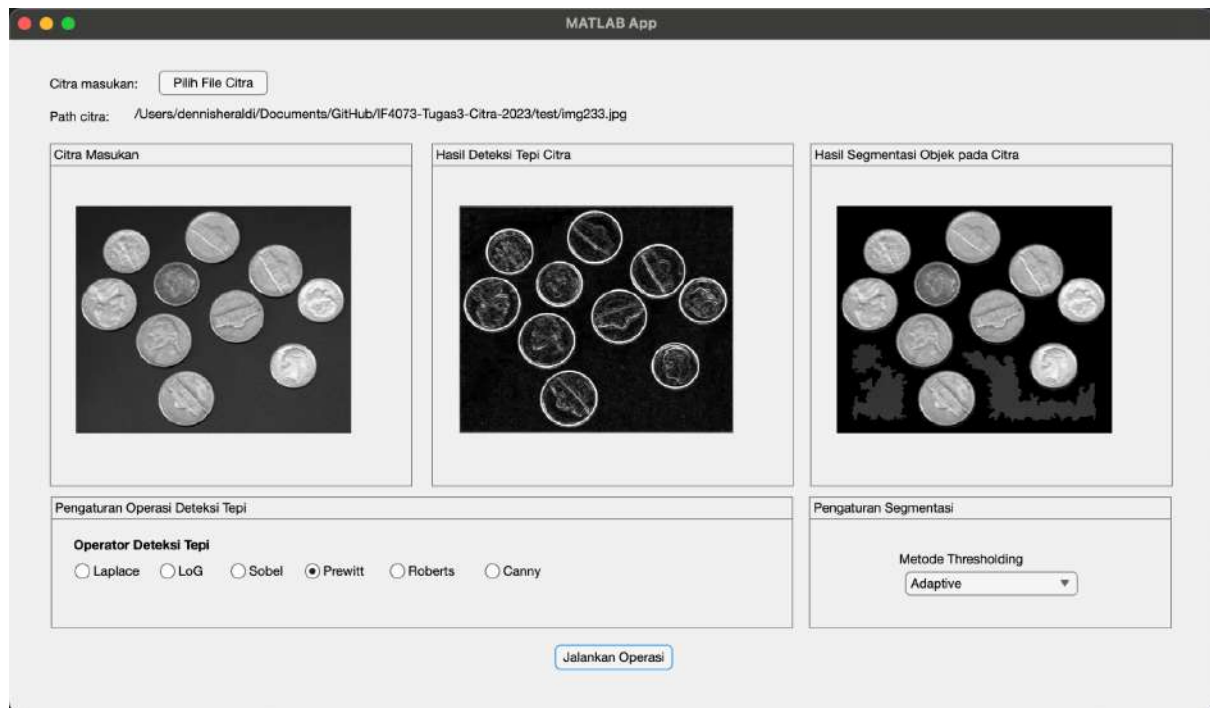 MATLAB App
Citra masukan: Pilih File Citra
Path citra: /Users/dennisheraldi/Documents/GitHub/IF4073-Tugas3-Citra-2023/test/img233.jpg
Citra Masukan
Hasil Deteksi Tepi Citra
Hasil Segmentasi Objek pada Citra
Pengaturan Operasi Deteksi Tepi
Pengaturan Segmentasi
Operator Deteksi Tepi
Laplace LoG Sobel Prewitt Roberts Canny
Metode Thresholding
Adaptive
Jalankan Operasi